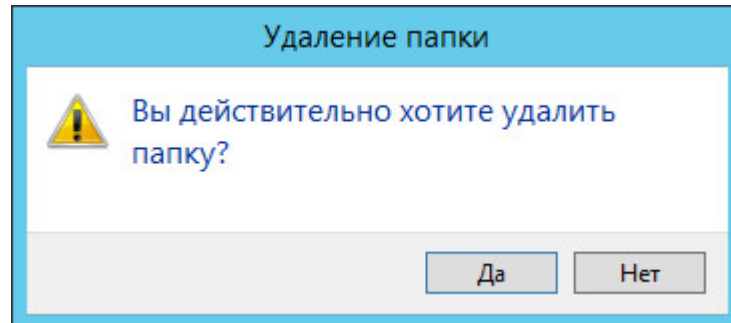 Удаление папки
Вы действительно хотите удалить
папку?
Да
Нет